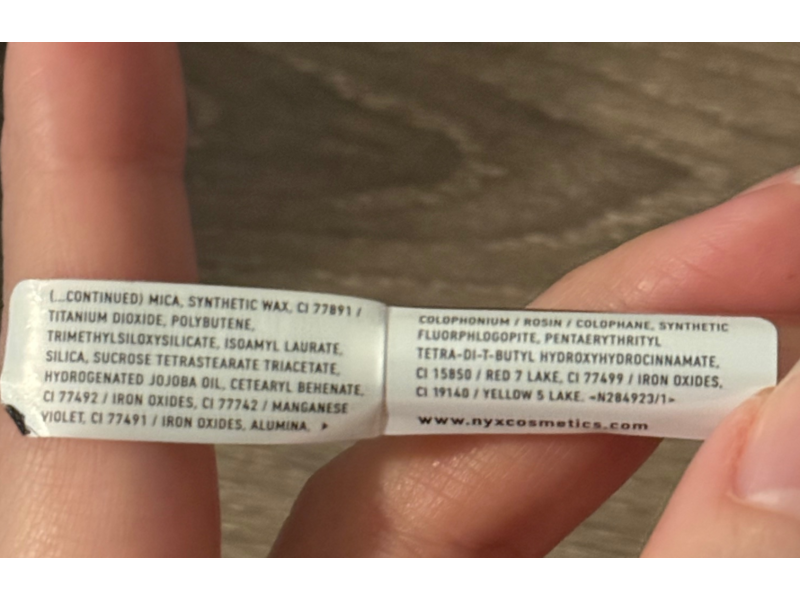 (...CONTINUED) MICA, SYNTHETIC WAX, CI 77891 /
TITANIUM DIOXIDE, POLYBUTENE,
TRIMETHYLSILOXYSILICATE, ISOAMYL LAURATE,
SILICA, SUCROSE TETRASTEARATE TRIACETATE,
HYDROGENATED JOJOBA OIL, CETEARYL BEHENATE,
CI 77492 / IRON OXIDES, CI 77742 / MANGANESE
VIOLET, CI 77491 / IRON OXIDES, ALUMINA,
COLOPHONIUM / ROSIN / COLOPHANE, SYNTHETIC
FLUORPHLOGOPITE, PENTAERYTHRITYL
TETRA-DI-T-BUTYL HYDROXYHYDROCINNAMATE,
CI 15850 / RED 7 LAKE, CI 77499 / IRON OXIDES,
CI 19140 / YELLOW 5 LAKE. <N284923/1>
www.nyxcosmetics.com